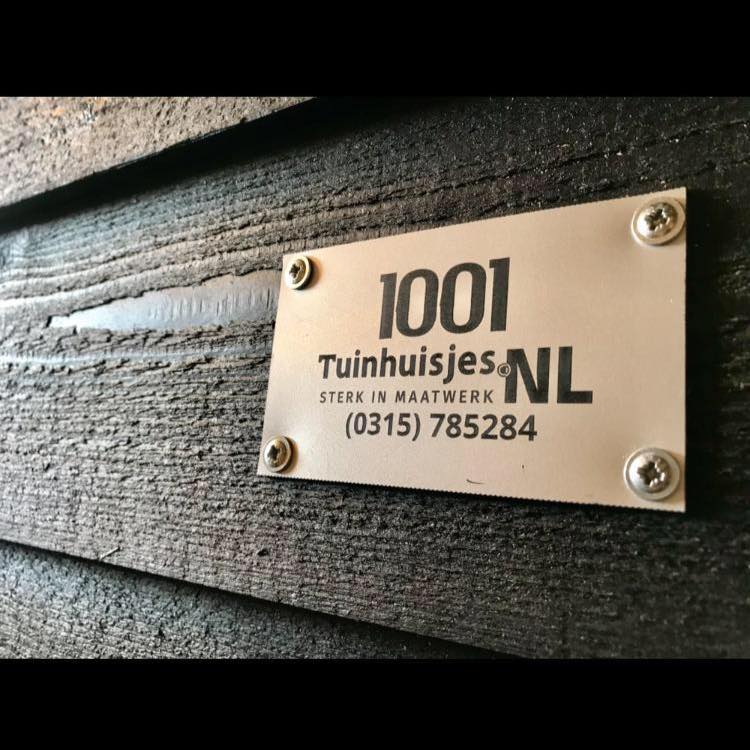 1001
Tuinhuisjes.NL
STERK IN MAATWERK
(0315) 785284